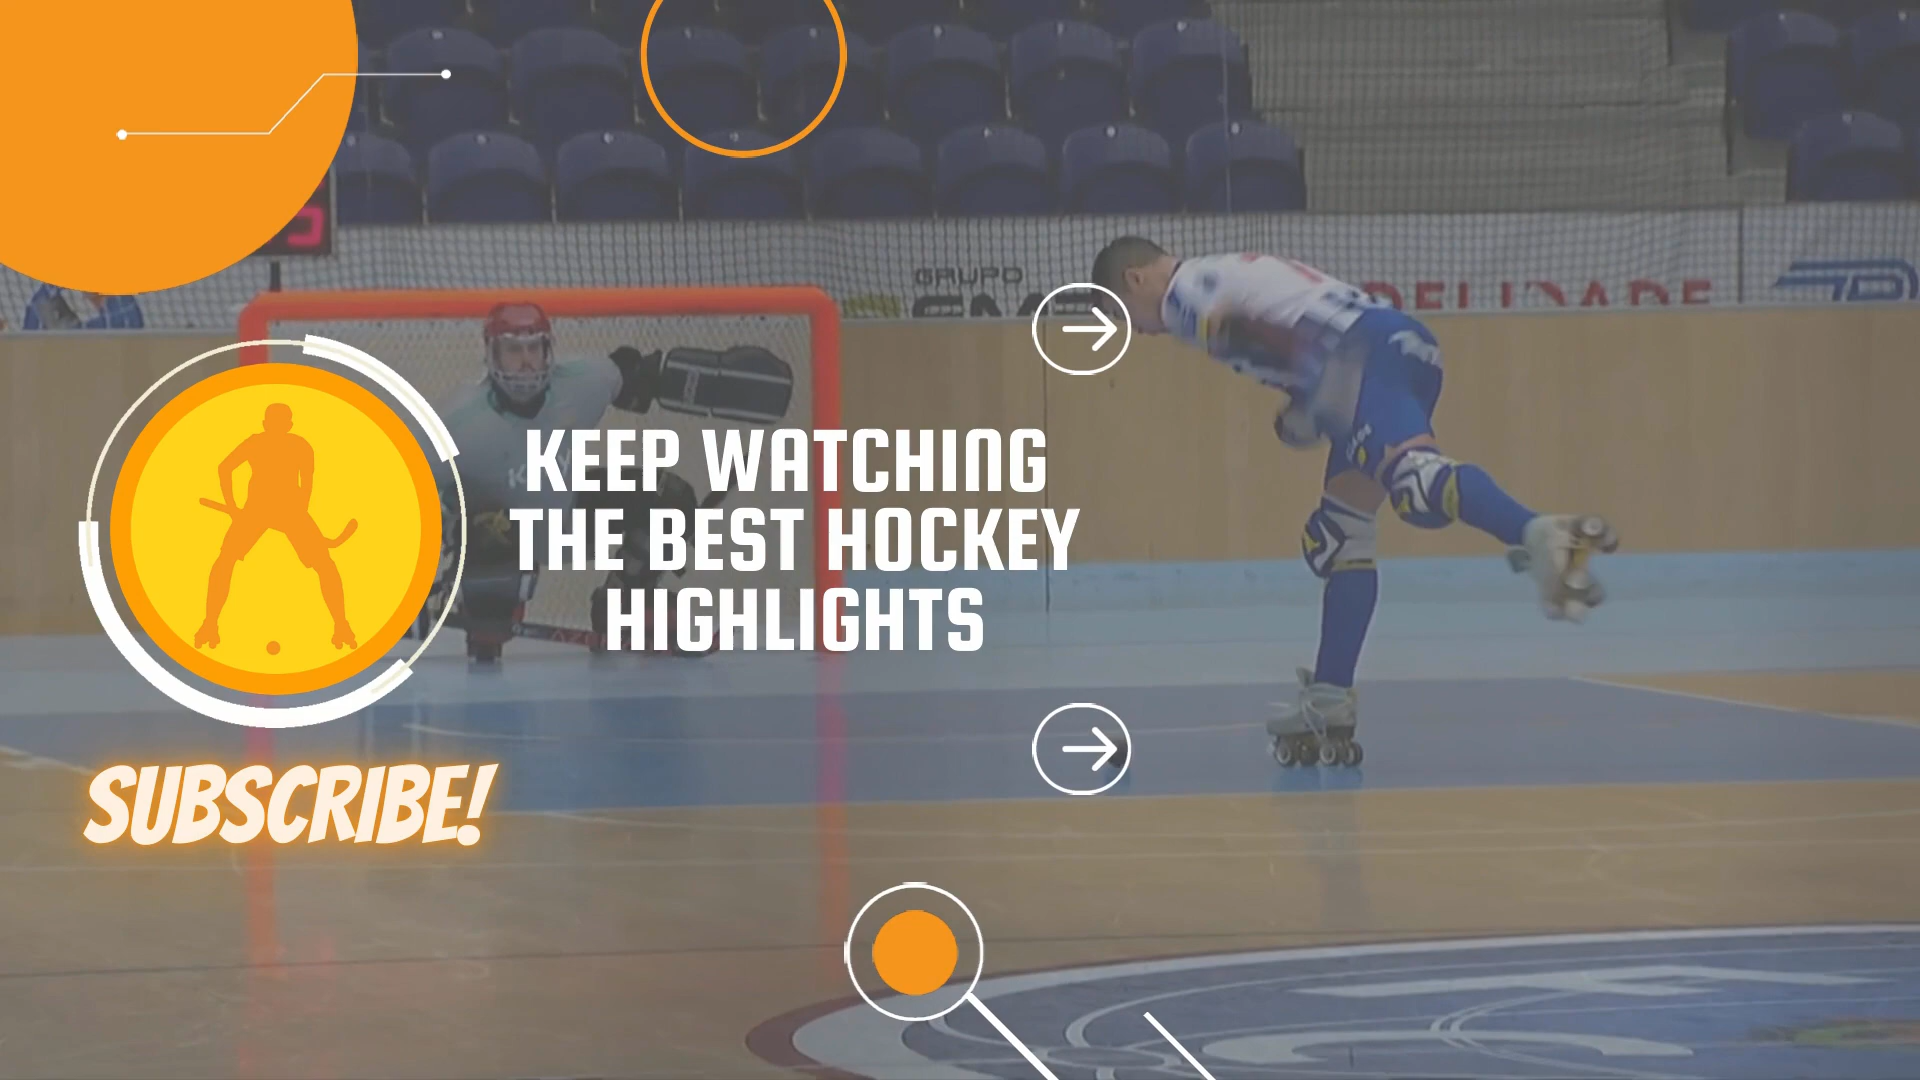 GRUPO
KEEP WATCHING
THE BEST HOCKEY
HIGHLIGHTS
SUBSCRIBE!